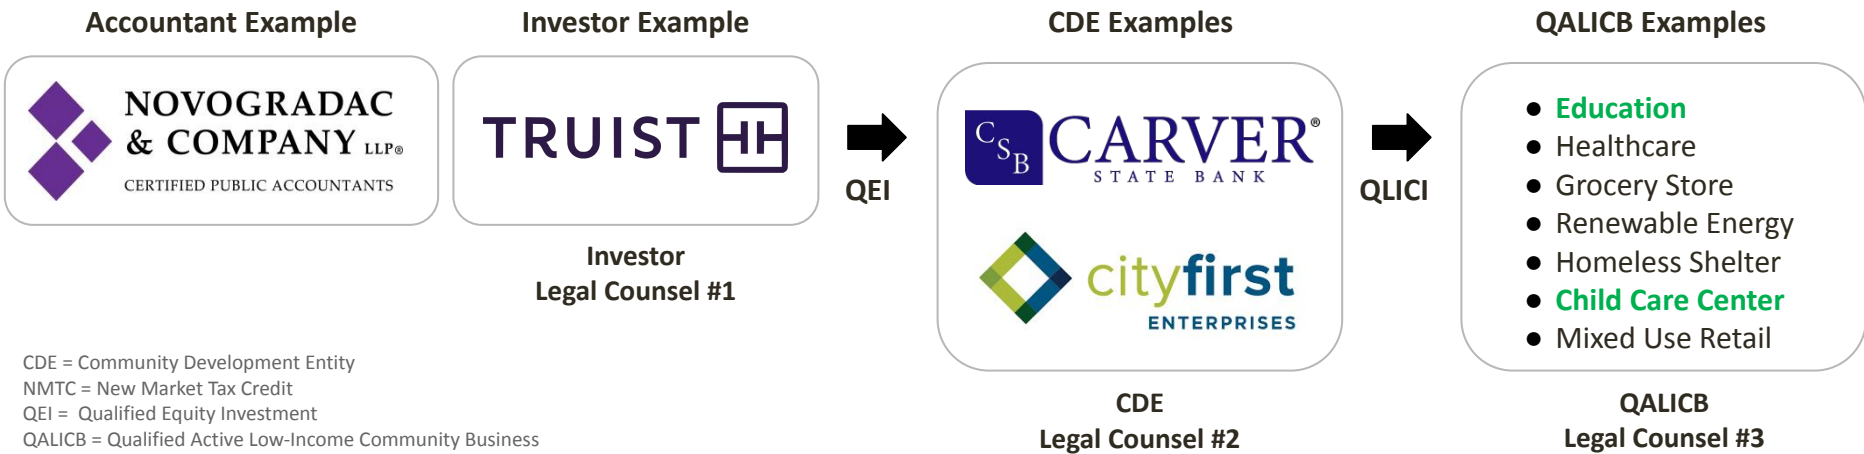 Accountant Example
NOVOGRADAC
& COMPANY LLP®
CERTIFIED PUBLIC ACCOUNTANTS
Investor Example
TRUIST
Investor
Legal Counsel #1
QEI
CDE Examples
CSB
CARVER®
STATE BANK
cityfirst
ENTERPRISES
CDE
Legal Counsel #2
QLICI
QALICB Examples
● Education
● Healthcare
● Grocery Store
● Renewable Energy
● Homeless Shelter
● Child Care Center
● Mixed Use Retail
QALICB
Legal Counsel #3
CDE = Community Development Entity
NMTC = New Market Tax Credit
QEI = Qualified Equity Investment
QALICB = Qualified Active Low-Income Community Business